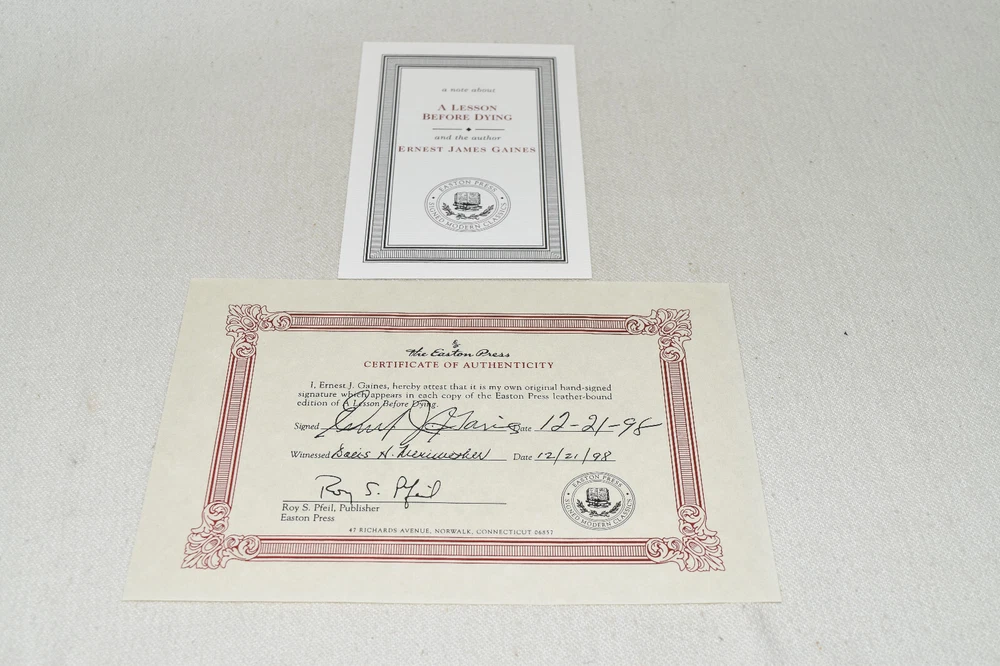 a note about
A LESSON
BEFORE DYING
and the author
ERNEST JAMES GAINES
EASTON PRESS
SIGNED MODERN CLASSICS
The Easton Press
CERTIFICATE OF AUTHENTICITY
I, Ernest J. Gaines, hereby attest that it is my own original hand-signed
signature which appears in each copy of the Easton Press leather-bound
edition of A Lesson Before Dying.
Signed Ernest J. Gaines Date 12-21-98
Witnessed H. Date 12/21/98
Roy S. Pfeil
Roy S. Pfeil, Publisher
Easton Press
EASTON PRESS
SIGNED MODERN CLASSICS
47 RICHARDS AVENUE, NORWALK, CONNECTICUT 06857